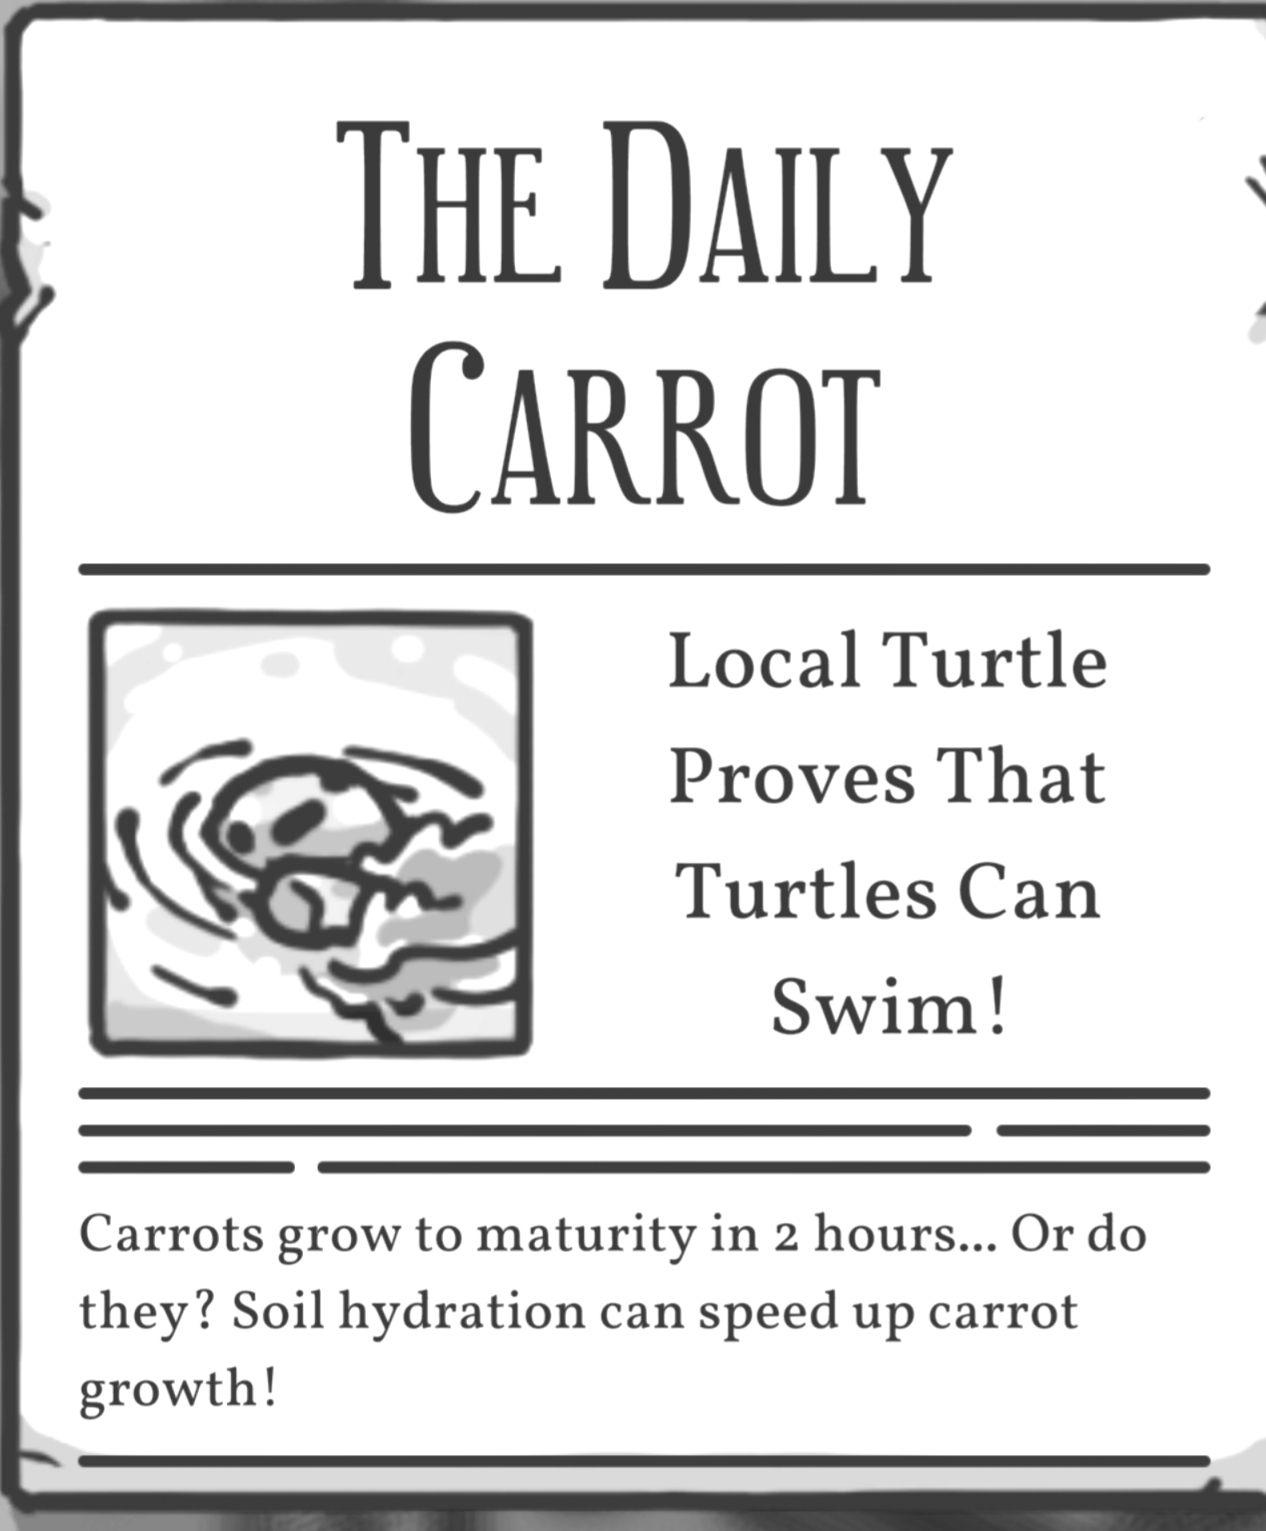 The Daily
Carrot
Local Turtle
Proves That
Turtles Can
Swim!
Carrots grow to maturity in 2 hours... Or do
they? Soil hydration can speed up carrot
growth!